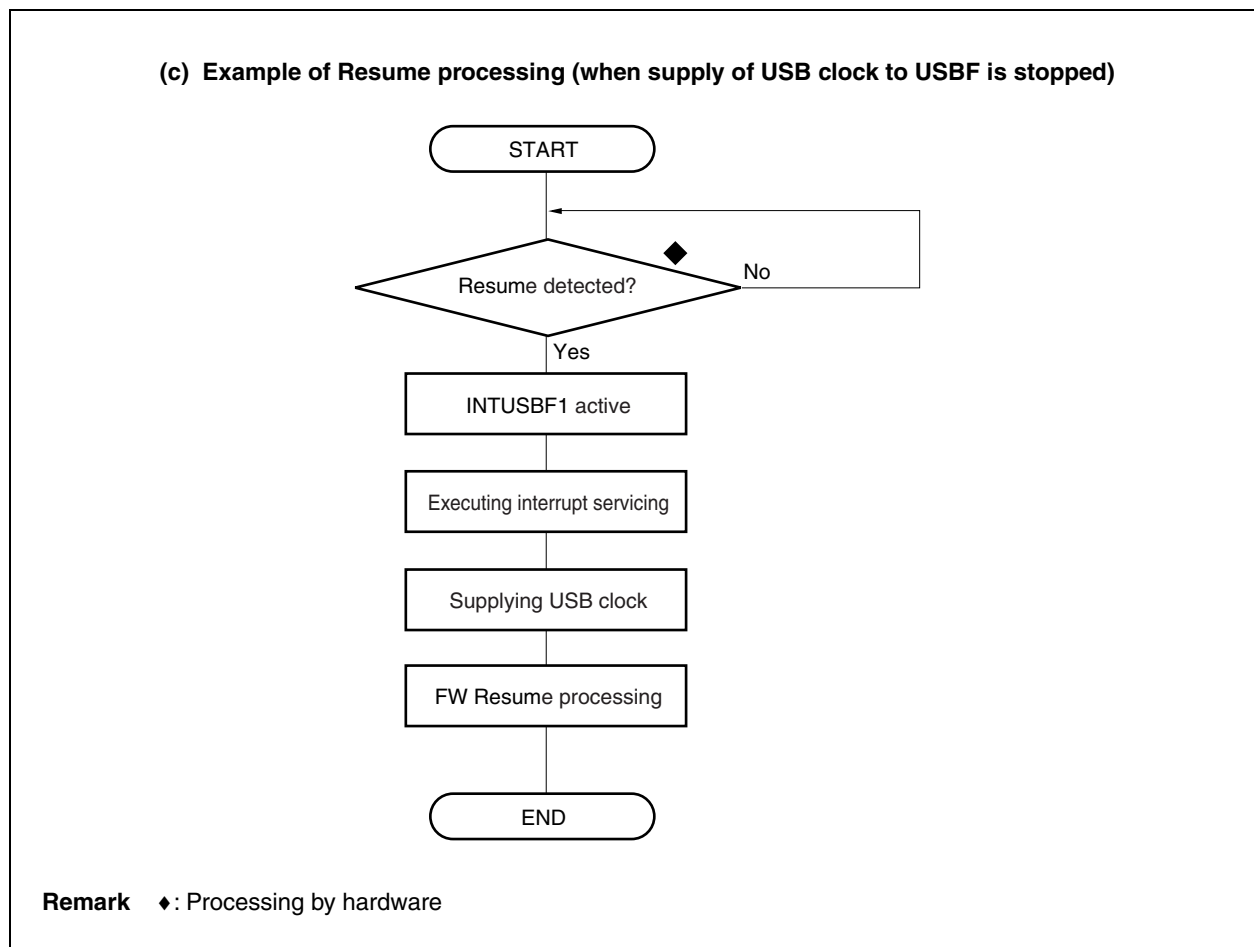 (c) Example of Resume processing (when supply of USB clock to USBF is stopped)
START
Resume detected?
No
Yes
INTUSBF1 active
Executing interrupt servicing
Supplying USB clock
FW Resume processing
END
Remark ♦: Processing by hardware